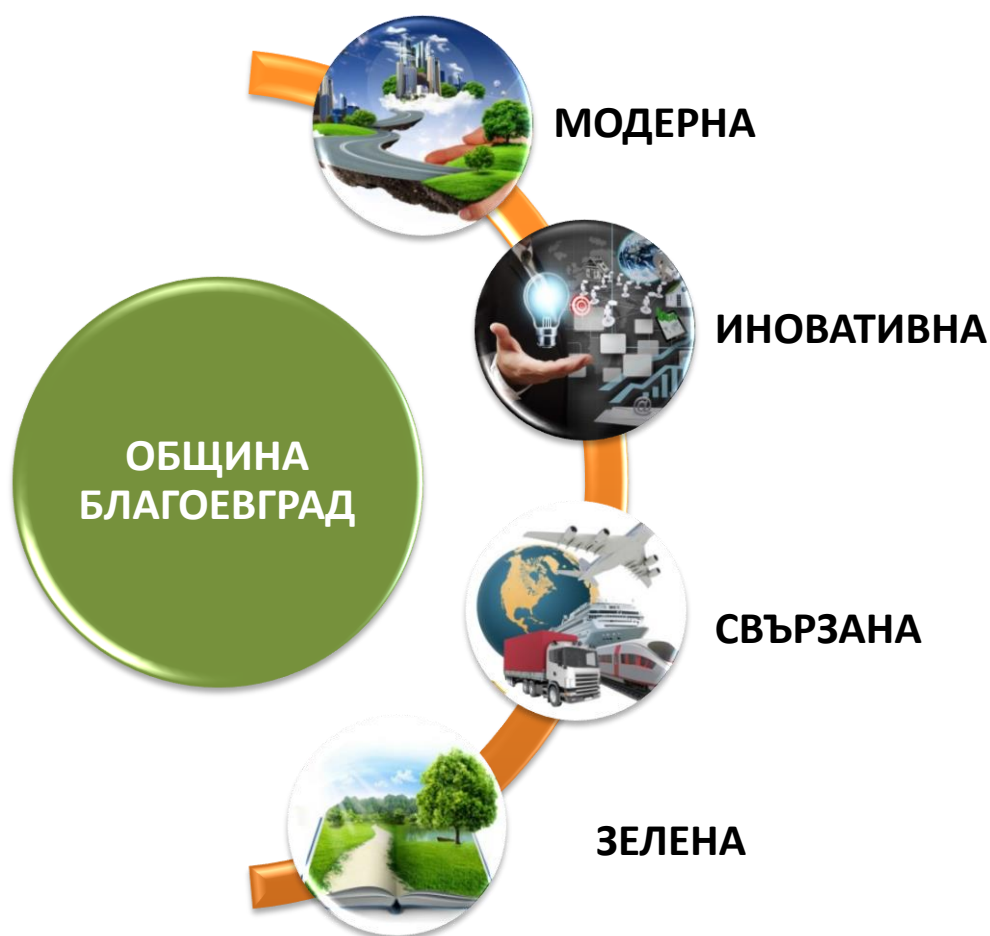 МОДЕРНА
ИНОВАТИВНА
ОБЩИНА
БЛАГОЕВГРАД
СВЪРЗАНА
ЗЕЛЕНА